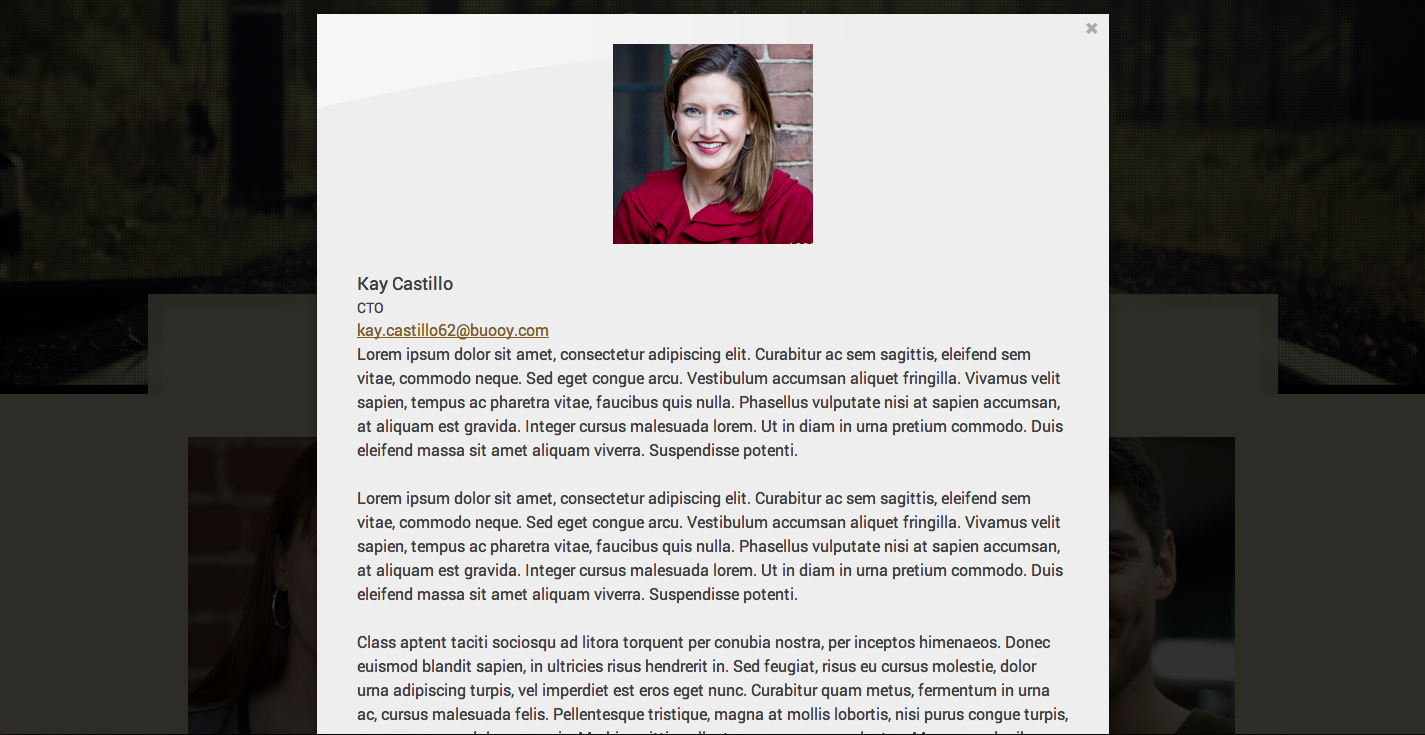 Kay Castillo
CTO
kay.castillo62@buooy.com
Lorem ipsum dolor sit amet, consectetur adipiscing elit. Curabitur ac sem sagittis, eleifend sem
vitae, commodo neque. Sed eget congue arcu. Vestibulum accumsan aliquet fringilla. Vivamus velit
sapien, tempus ac pharetra vitae, faucibus quis nulla. Phasellus vulputate nisi at sapien accumsan,
at aliquam est gravida. Integer cursus malesuada lorem. Ut in diam in urna pretium commodo. Duis
eleifend massa sit amet aliquam viverra. Suspendisse potenti.
Lorem ipsum dolor sit amet, consectetur adipiscing elit. Curabitur ac sem sagittis, eleifend sem
vitae, commodo neque. Sed eget congue arcu. Vestibulum accumsan aliquet fringilla. Vivamus velit
sapien, tempus ac pharetra vitae, faucibus quis nulla. Phasellus vulputate nisi at sapien accumsan,
at aliquam est gravida. Integer cursus malesuada lorem. Ut in diam in urna pretium commodo. Duis
eleifend massa sit amet aliquam viverra. Suspendisse potenti.
Class aptent taciti sociosqu ad litora torquent per conubia nostra, per inceptos himenaeos. Donec
euismod blandit sapien, in ultricies risus hendrerit in. Sed feugiat, risus eu cursus molestie, dolor
urna adipiscing turpis, vel imperdiet est eros eget nunc. Curabitur quam metus, fermentum in urna
ac, cursus malesuada felis. Pellentesque tristique, magna at mollis lobortis, nisi purus congue turpis,